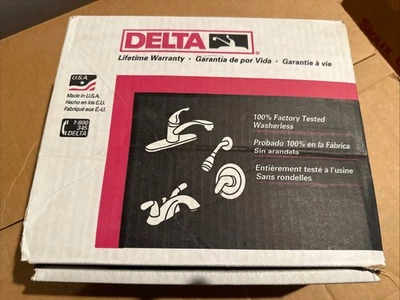 DELTA
Lifetime Warranty · Garantía de por Vida · Garantie à vie
U.S.A.
Made in U.S.A.
Hecho en los E.U.
Fabriqué aux É.-U.
1-800
345
DELTA
100% Factory Tested
Washerless
Probado 100% en la Fábrica
Sin arandela
Entièrement testé à l'usine
Sans rondelles